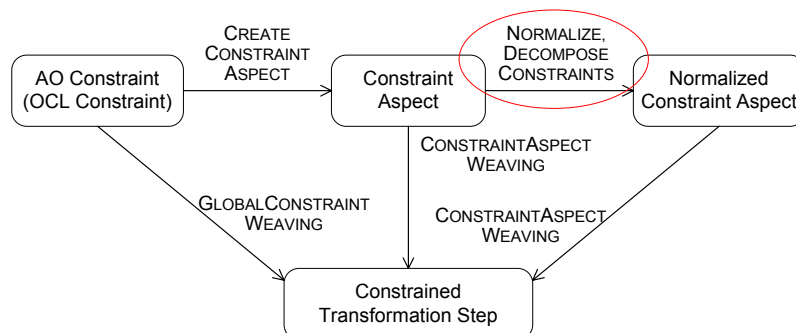 CREATE
CONSTRAINT
ASPECT
NORMALIZE,
DECOMPOSE
CONSTRAINTS
AO Constraint
(OCL Constraint)
Constraint
Aspect
Normalized
Constraint Aspect
GLOBALCONSTRAINT
WEAVING
CONSTRAINTASPECT
WEAVING
CONSTRAINTASPECT
WEAVING
Constrained
Transformation Step